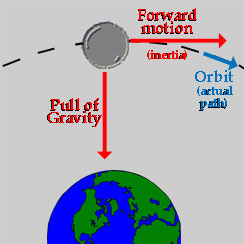 Forward
motion
(inertia)
Orbit
(actual
path)
Pull of
Gravity